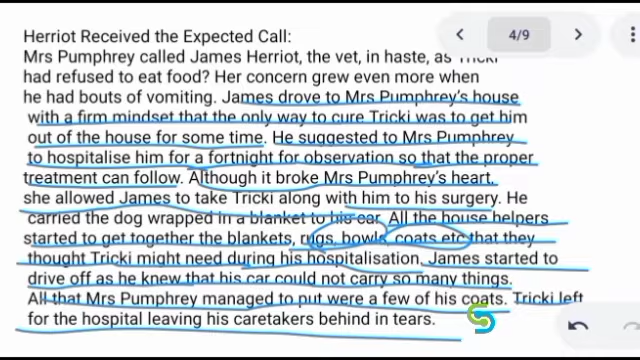 Herriot Received the Expected Call:
4/9
Mrs Pumphrey called James Herriot, the vet, in haste, as Tricki
had refused to eat food? Her concern grew even more when
he had bouts of vomiting. James drove to Mrs Pumphrey's house
with a firm mindset that the only way to cure Tricki was to get him
out of the house for some time. He suggested to Mrs Pumphrey
to hospitalise him for a fortnight for observation so that the proper
treatment can follow. Although it broke Mrs Pumphrey's heart,
she allowed James to take Tricki along with him to his surgery. He
carried the dog wrapped in a blanket to his car. All the house helpers
started to get together the blankets, rugs, bowls, coats etc that they
thought Tricki might need during his hospitalisation. James started to
drive off as he knew that his car could not carry so many things.
All that Mrs Pumphrey managed to put were a few of his coats. Tricki left
for the hospital leaving his caretakers behind in tears.